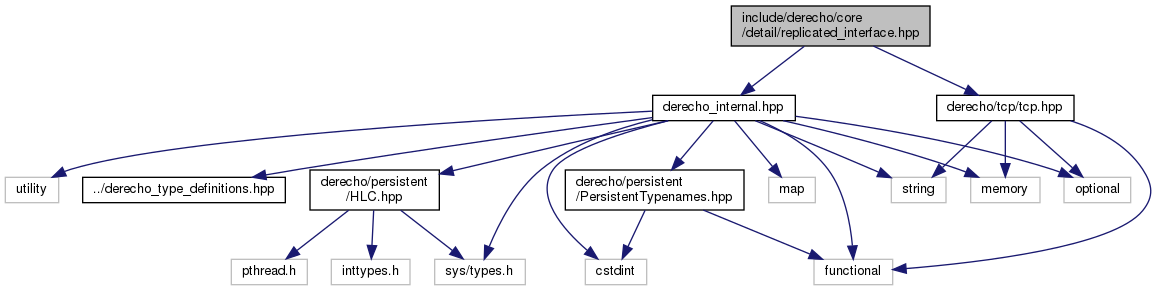 include/derecho/core
/detail/replicated_interface.hpp
derecho_internal.hpp
derecho/tcp/tcp.hpp
utility
../derecho_type_definitions.hpp
derecho/persistent
/HLC.hpp
derecho/persistent
/PersistentTypenames.hpp
map
string
memory
optional
pthread.h
inttypes.h
sys/types.h
cstdint
functional